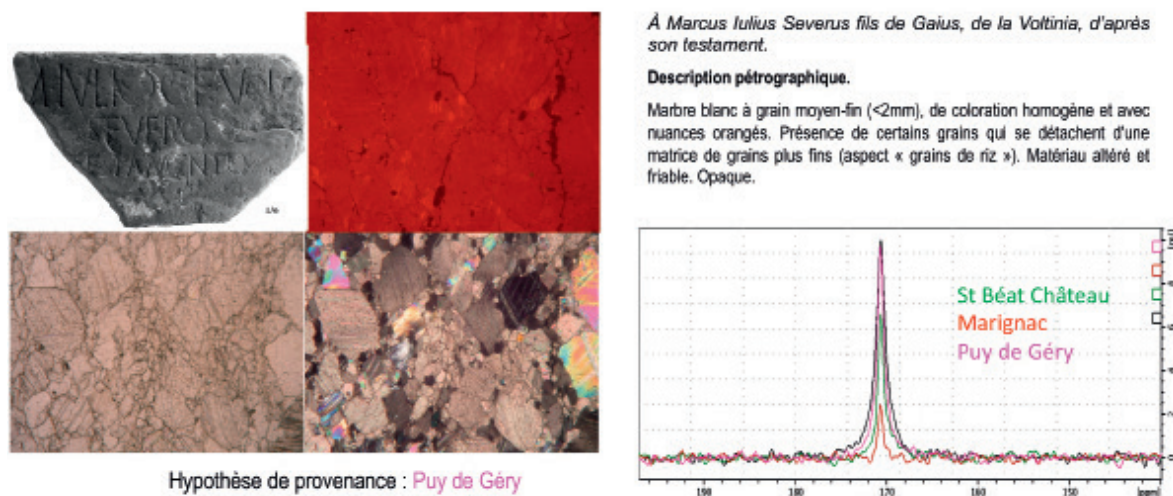 À Marcus Iulius Severus fils de Gaius, de la Voltinia, d'après
son testament.
Description pétrographique.
Marbre blanc à grain moyen-fin (<2mm), de coloration homogène et avec
nuances orangés. Présence de certains grains qui se détachent d'une
matrice de grains plus fins (aspect « grains de riz »). Matériau altéré et
friable. Opaque.
St Béat Château
Marignac
Puy de Géry
190 180 170 160 150
Hypothèse de provenance : Puy de Géry